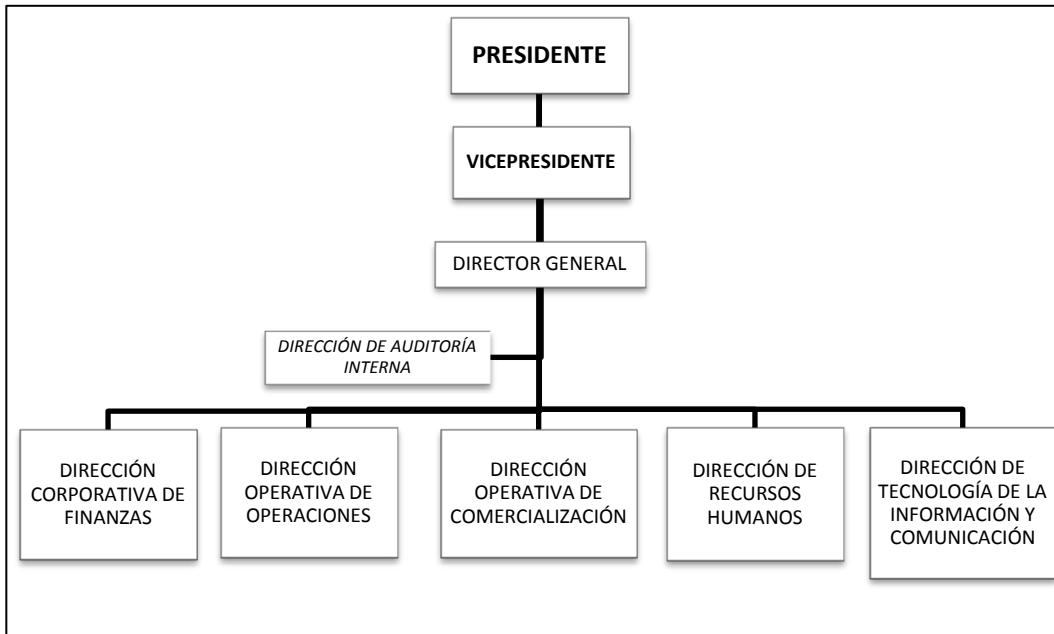 PRESIDENTE
VICEPRESIDENTE
DIRECTOR GENERAL
DIRECCIÓN DE AUDITORÍA
INTERNA
DIRECCIÓN
CORPORATIVA DE
FINANZAS
DIRECCIÓN
OPERATIVA DE
OPERACIONES
DIRECCIÓN
OPERATIVA DE
COMERCIALIZACIÓN
DIRECCIÓN DE
RECURSOS
HUMANOS
DIRECCIÓN DE
TECNOLOGÍA DE LA
INFORMACIÓN Y
COMUNICACIÓN